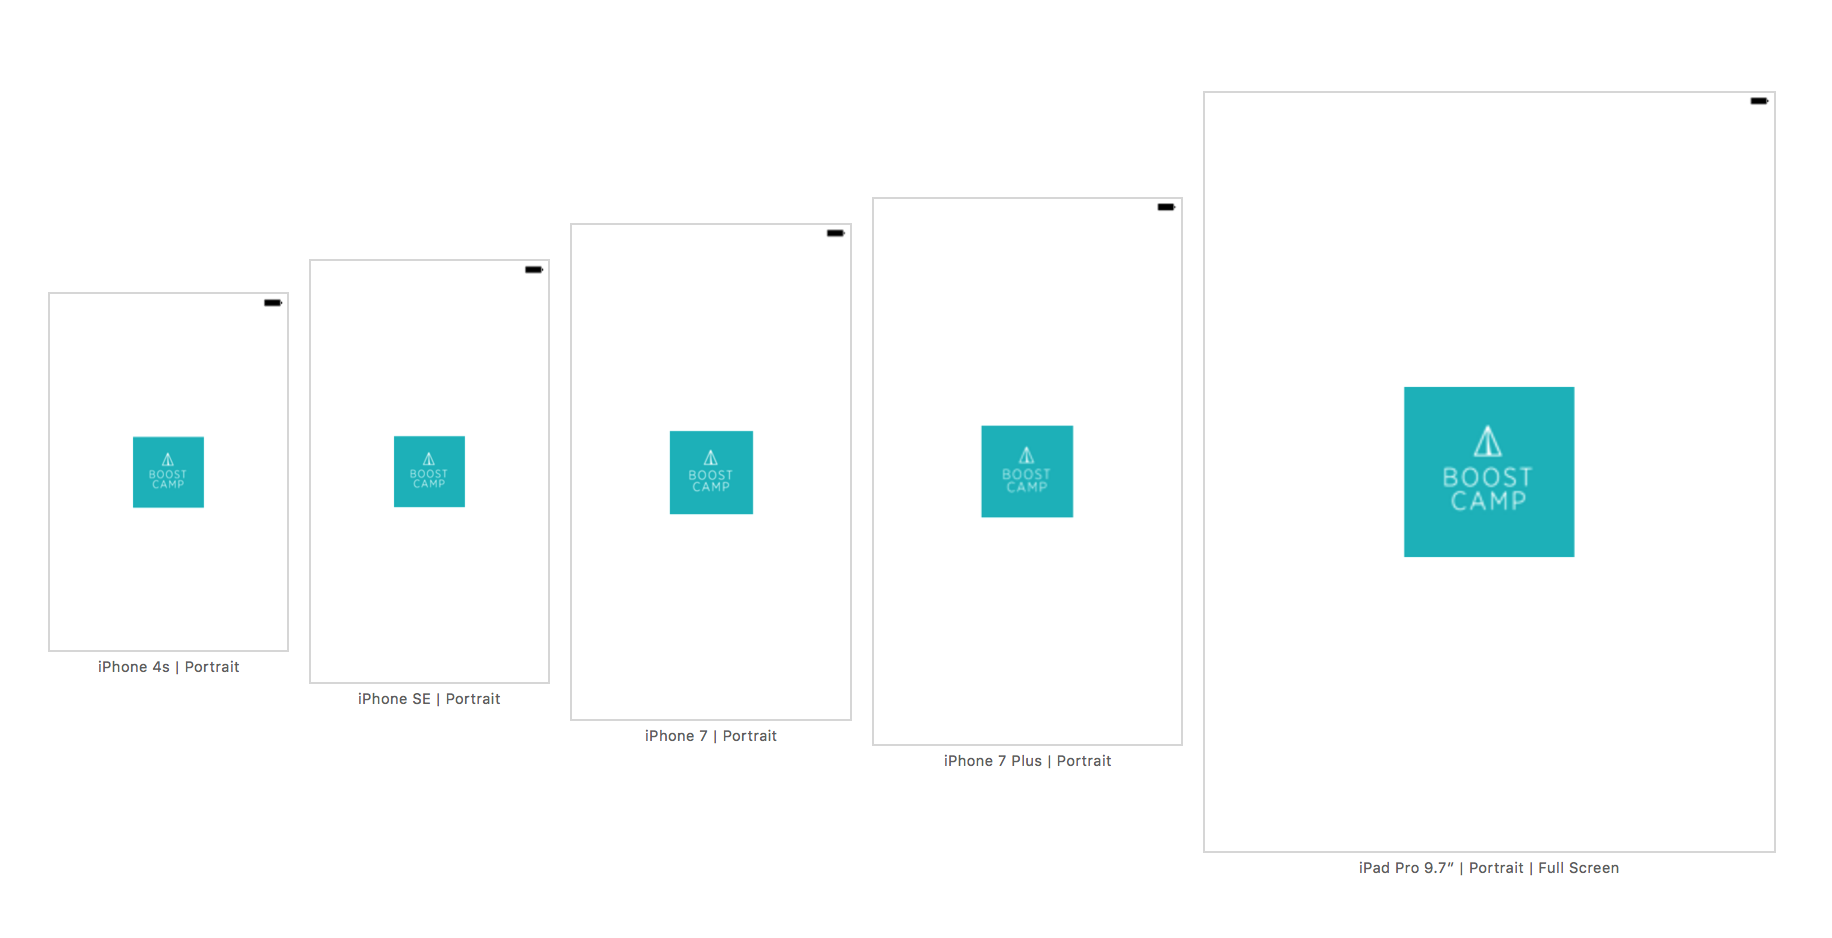 BOOST
CAMP
iPhone 4s | Portrait
BOOST
CAMP
iPhone SE | Portrait
BOOST
CAMP
iPhone 7 | Portrait
BOOST
CAMP
iPhone 7 Plus | Portrait
BOOST
CAMP
iPad Pro 9.7” | Portrait | Full Screen